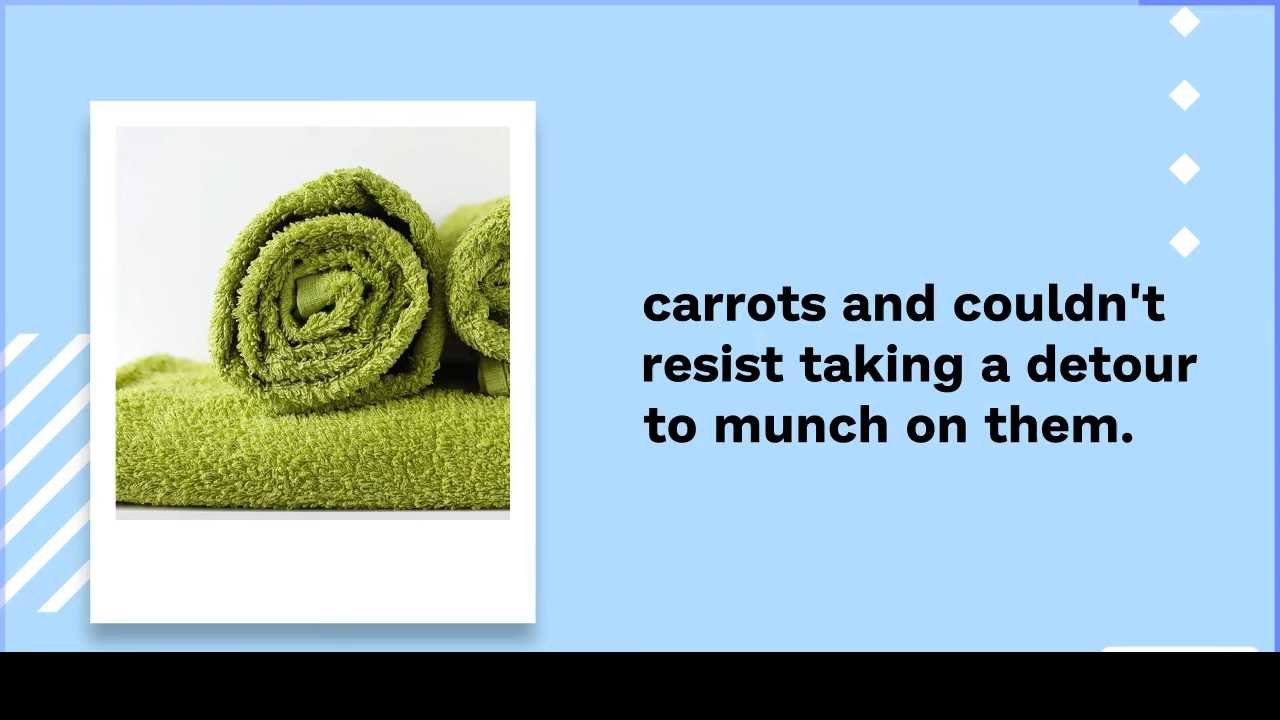 carrots and couldn't
resist taking a detour
to munch on them.